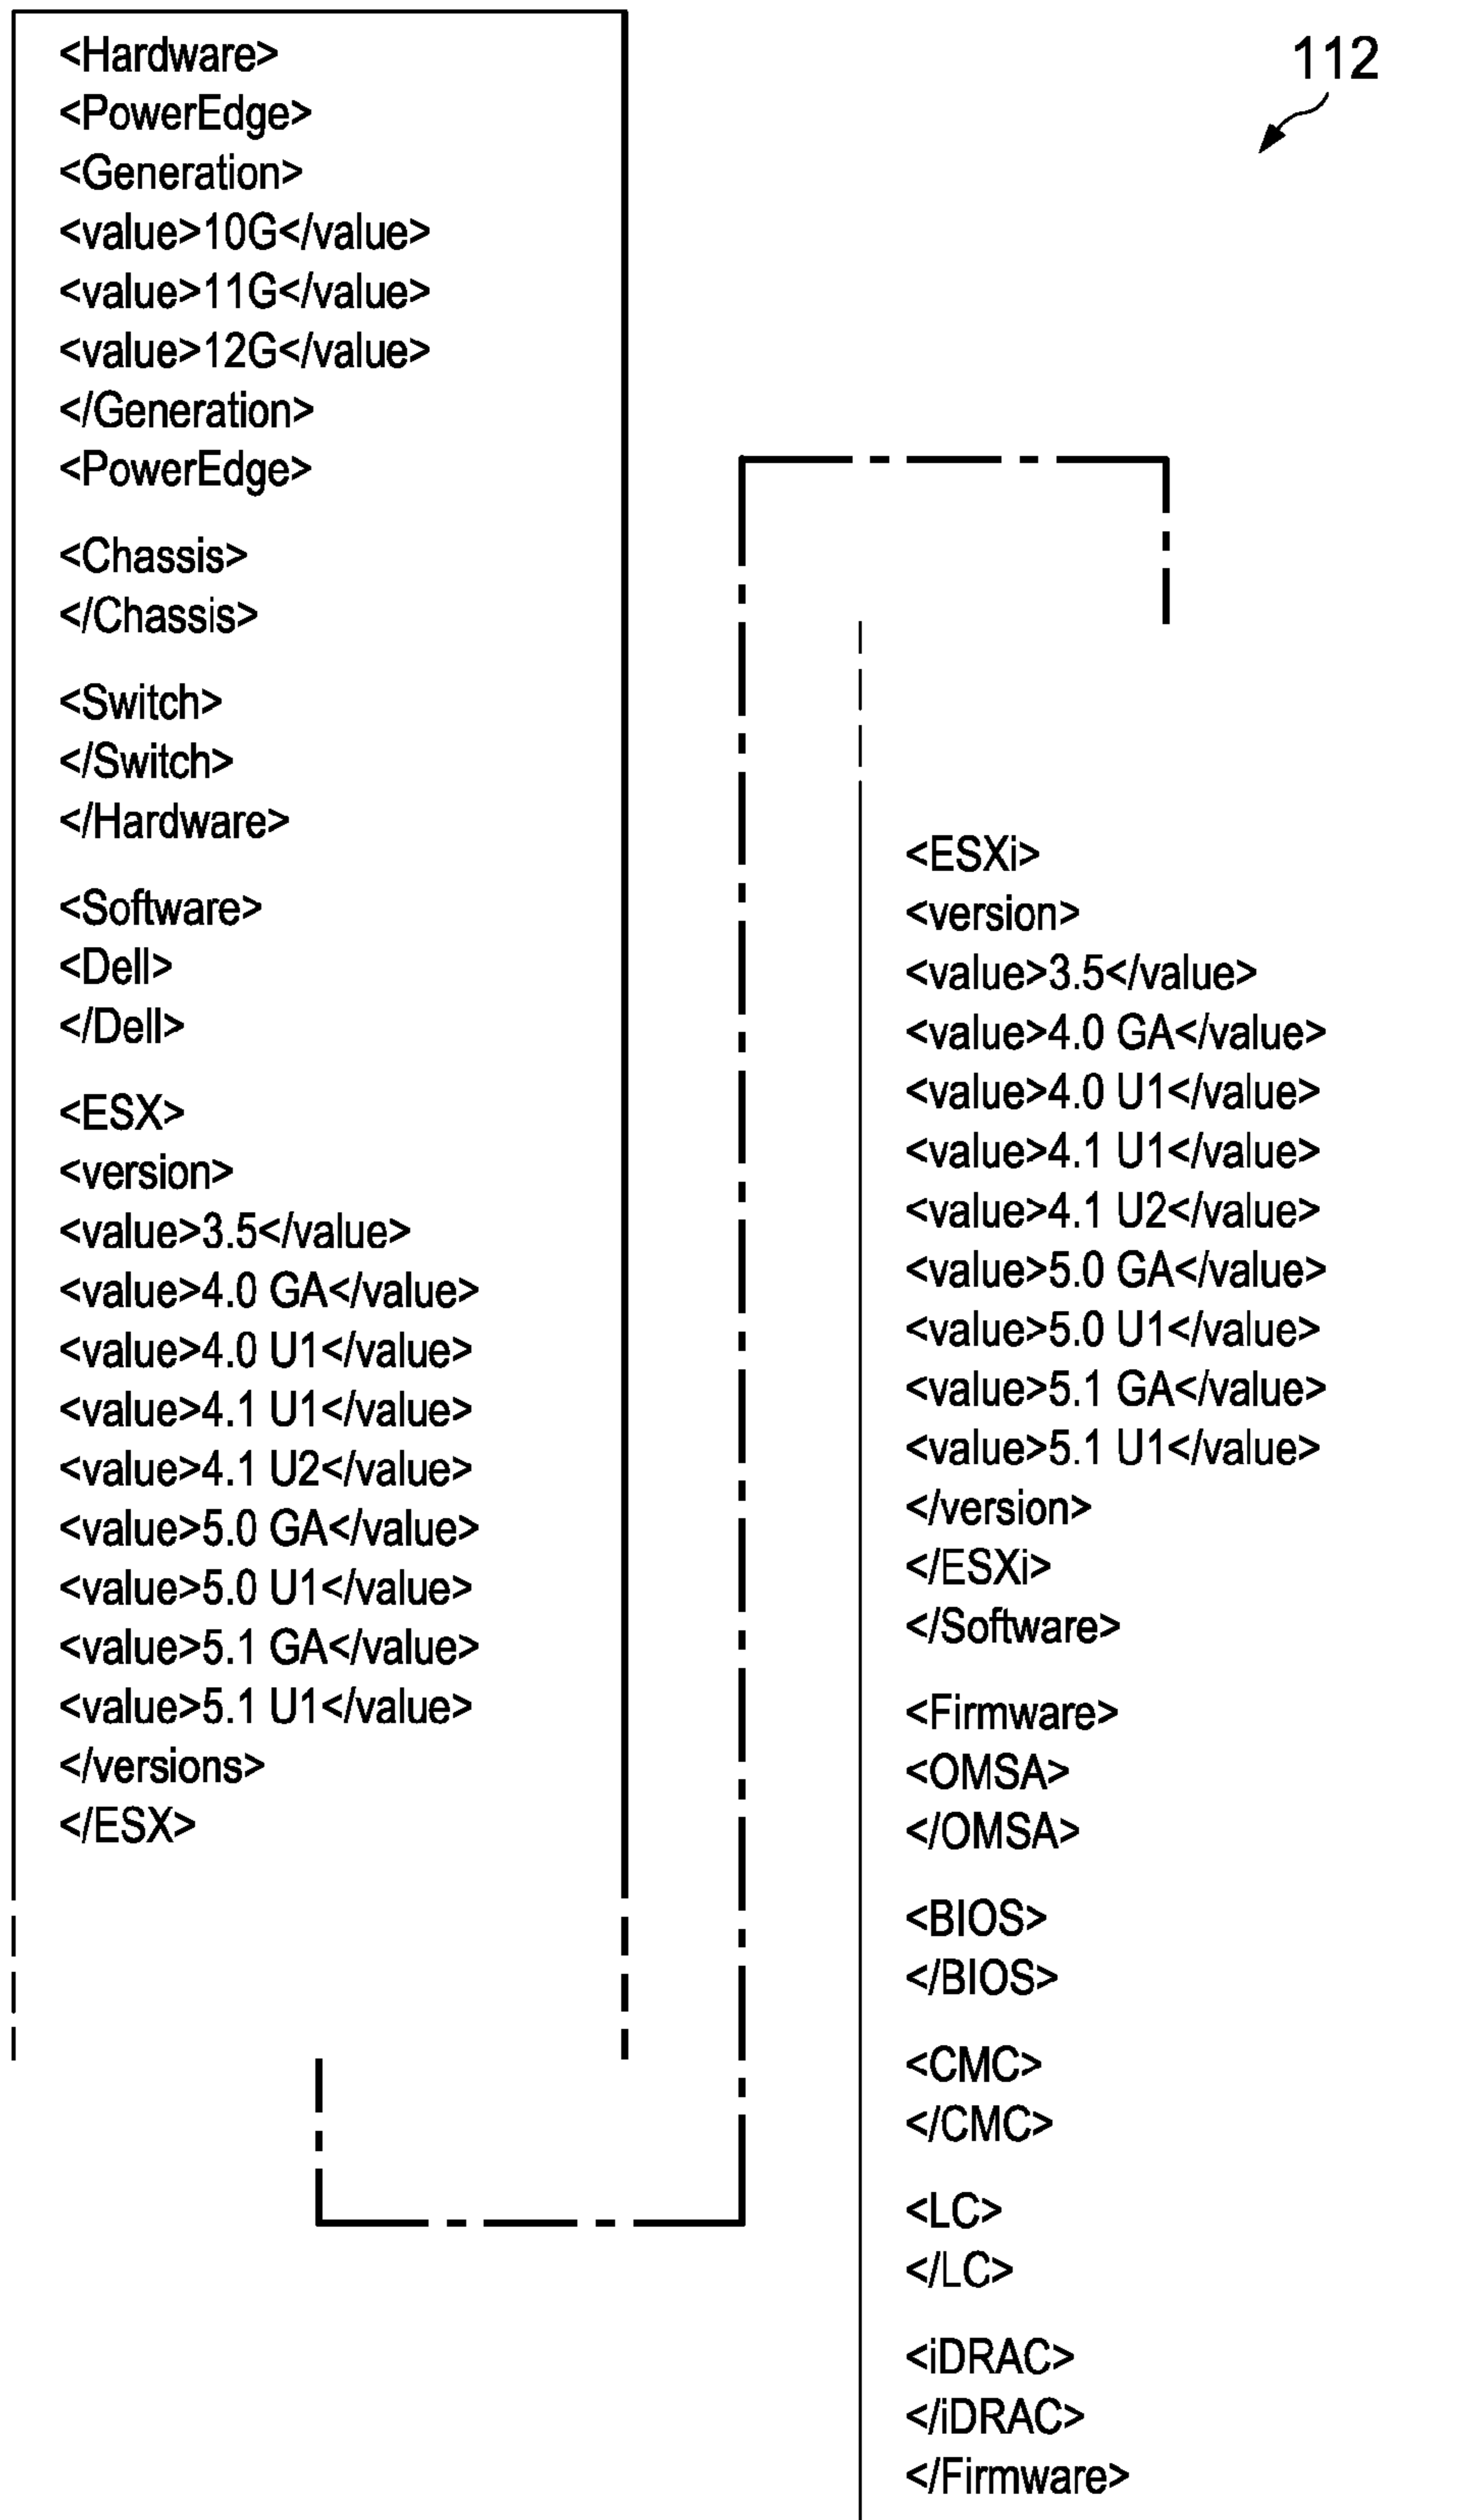 <Hardware>
<PowerEdge>
<Generation>
<value>10G</value>
<value>11G</value>
<value>12G</value>
</Generation>
<PowerEdge>
<Chassis>
</Chassis>
<Switch>
</Switch>
</Hardware>
<Software>
<Dell>
</Dell>
<ESX>
<version>
<value>3.5</value>
<value>4.0 GA</value>
<value>4.0 U1</value>
<value>4.1 U1</value>
<value>4.1 U2</value>
<value>5.0 GA</value>
<value>5.0 U1</value>
<value>5.1 GA</value>
<value>5.1 U1</value>
</versions>
</ESX>
112
<ESXi>
<version>
<value>3.5</value>
<value>4.0 GA</value>
<value>4.0 U1</value>
<value>4.1 U1</value>
<value>4.1 U2</value>
<value>5.0 GA</value>
<value>5.0 U1</value>
<value>5.1 GA</value>
<value>5.1 U1</value>
</version>
</ESXi>
</Software>
<Firmware>
<OMSA>
</OMSA>
<BIOS>
</BIOS>
<CMC>
</CMC>
<LC>
</LC>
<iDRAC>
</iDRAC>
</Firmware>